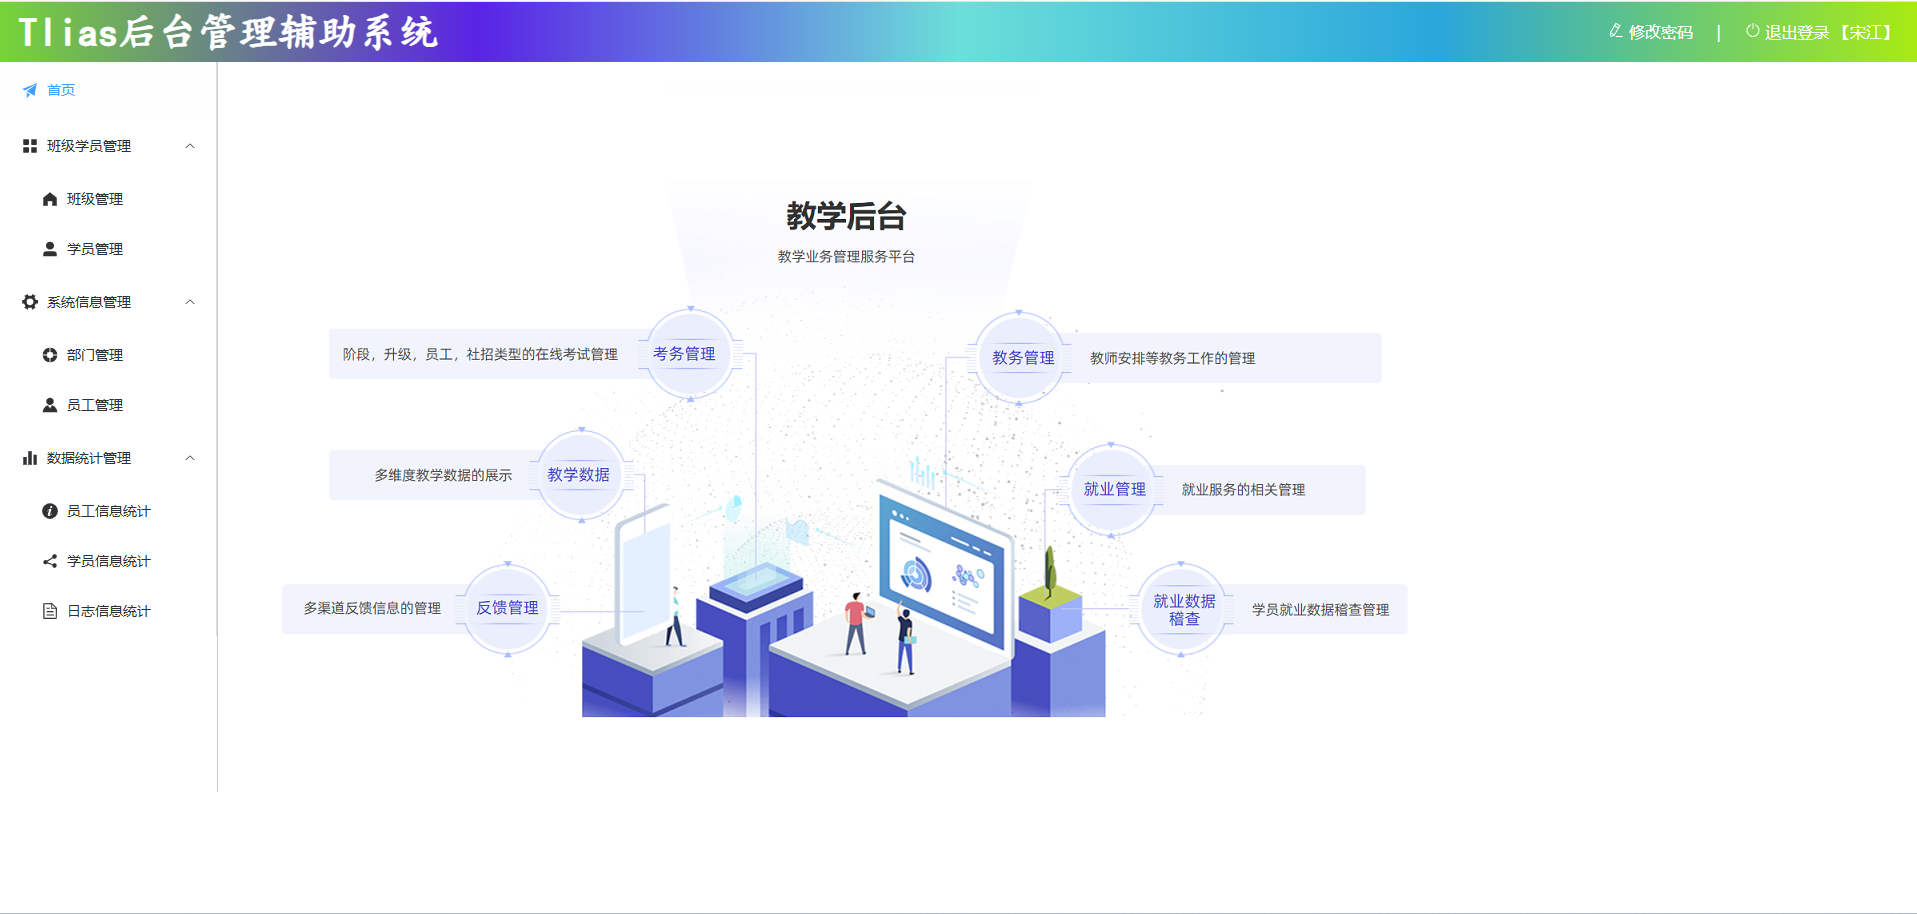 Tlias后台管理辅助系统
修改密码 | 退出登录 【宋江】
首页
班级学员管理
班级管理
学员管理
系统信息管理
部门管理
员工管理
数据统计管理
员工信息统计
学员信息统计
日志信息统计
教学后台
教学业务管理服务平台
阶段，升级，员工，社招类型的在线考试管理
考务管理
教务管理
教师安排等教务工作的管理
多维度教学数据的展示
教学数据
就业管理
就业服务的相关管理
多渠道反馈信息的管理
反馈管理
就业数据
稽查
学员就业数据稽查管理